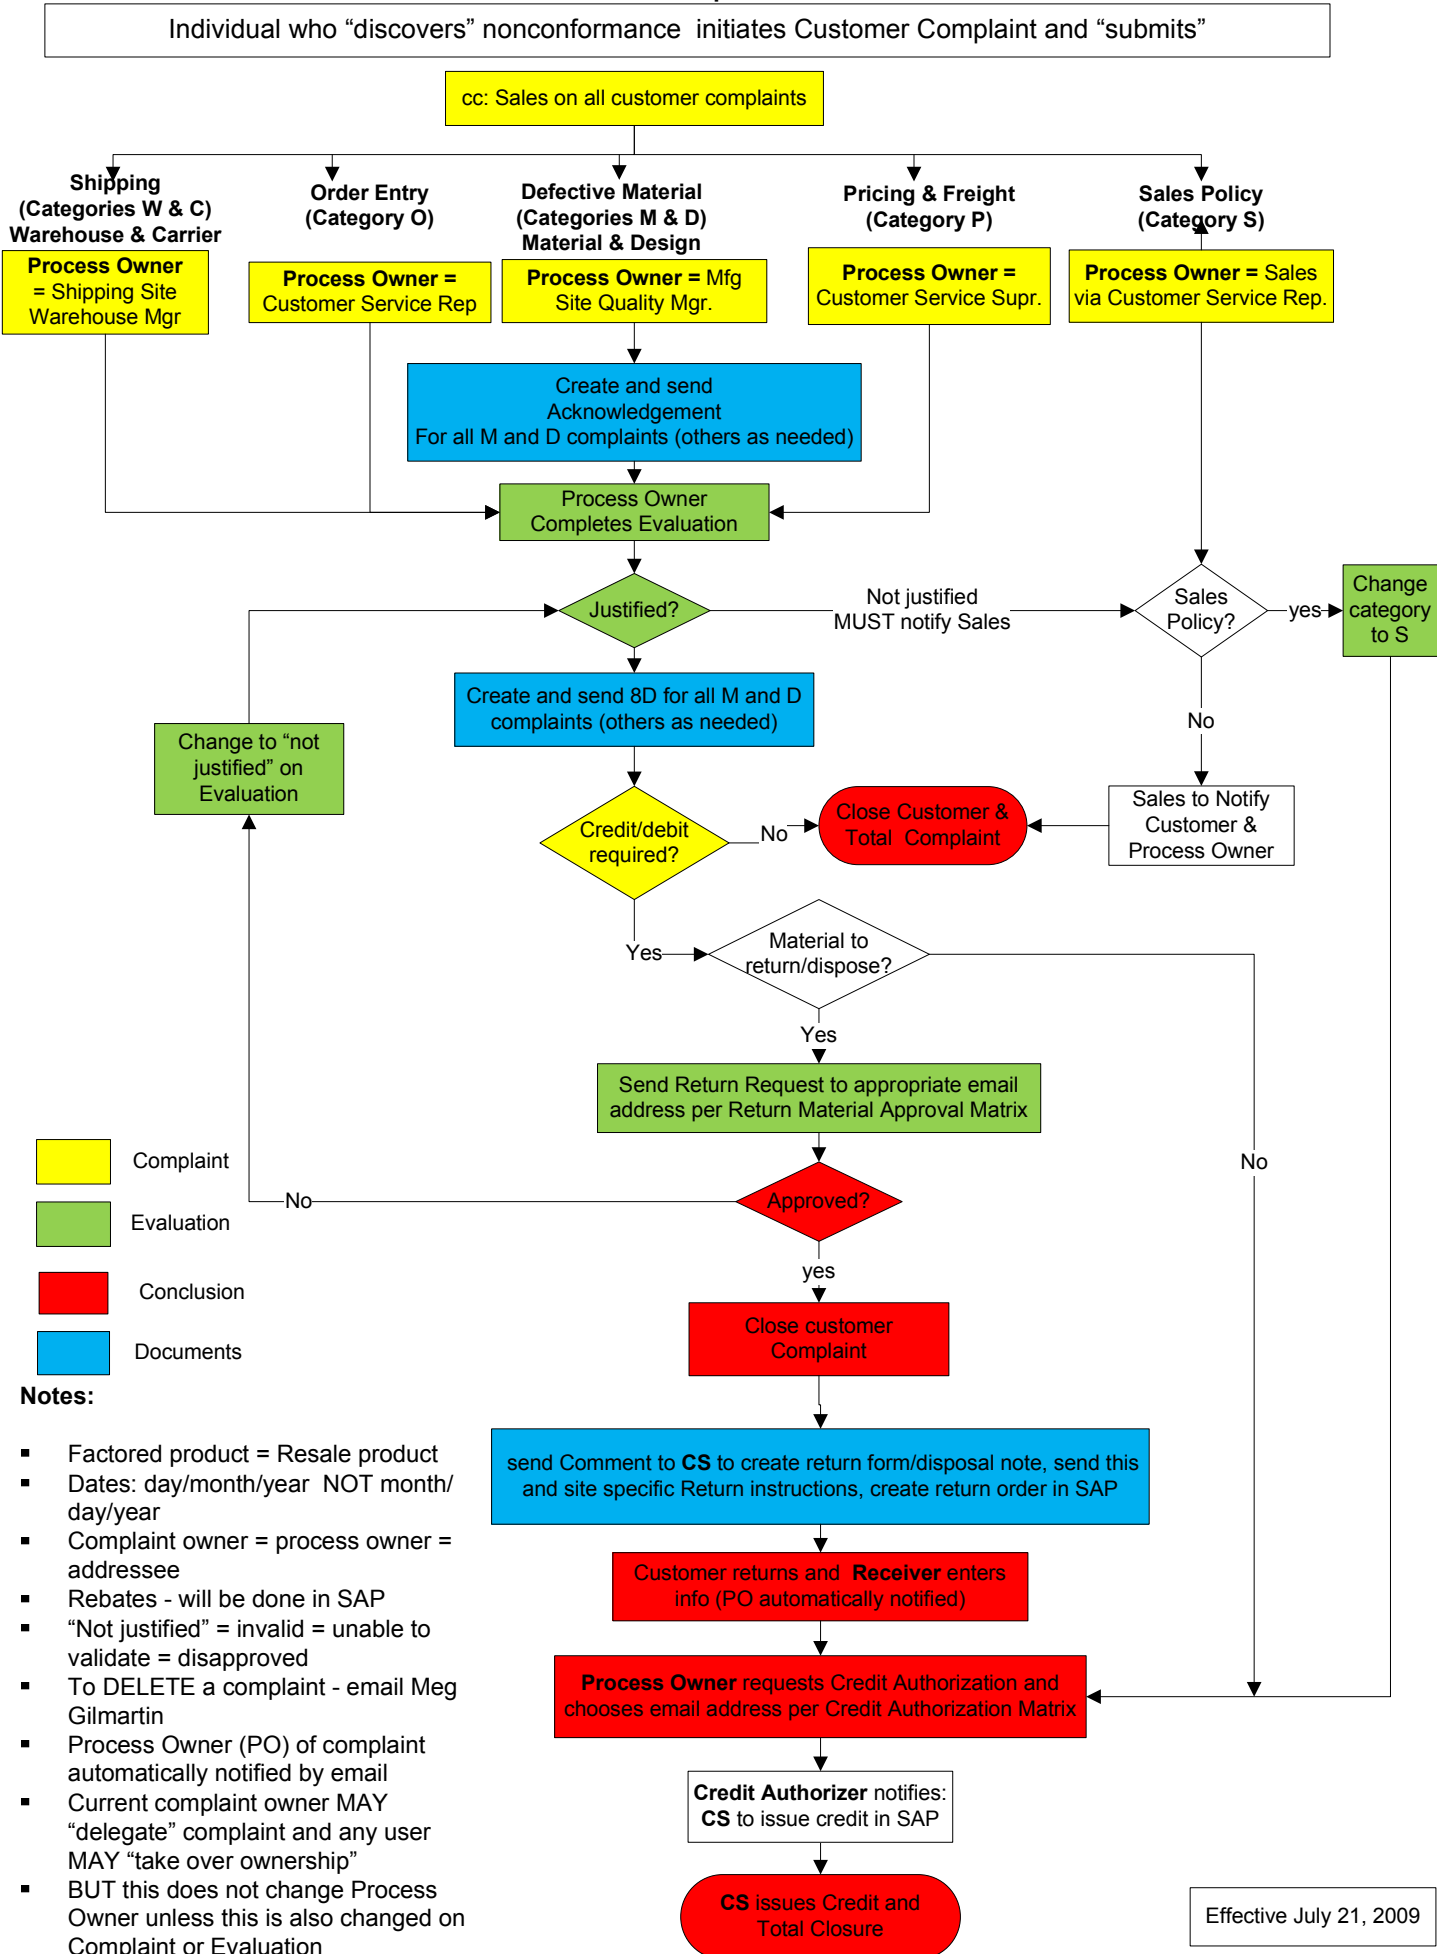 Individual who “discovers” nonconformance  initiates Customer Complaint and “submits”
cc: Sales on all customer complaints
Shipping
(Categories W & C)
Warehouse & Carrier
Order Entry
(Category O)
Defective Material
(Categories M & D)
Material & Design
Pricing & Freight
(Category P)
Sales Policy
(Category S)
Process Owner
= Shipping Site
Warehouse Mgr
Process Owner =
Customer Service Rep
Process Owner = Mfg
Site Quality Mgr.
Process Owner =
Customer Service Supr.
Process Owner = Sales
via Customer Service Rep.
Create and send
Acknowledgement
For all M and D complaints (others as needed)
Process Owner
Completes Evaluation
Justified?
Not justified
MUST notify Sales
Sales
Policy?
yes
Change
category
to S
Create and send 8D for all M and D
complaints (others as needed)
No
Change to “not
justified” on
Evaluation
Credit/debit
required?
No
Close Customer &
Total  Complaint
Sales to Notify
Customer &
Process Owner
Yes
Material to
return/dispose?
Yes
Send Return Request to appropriate email
address per Return Material Approval Matrix
No
Approved?
No
yes
Complaint
Evaluation
Conclusion
Documents
Close customer
Complaint
send Comment to CS to create return form/disposal note, send this
and site specific Return instructions, create return order in SAP
Customer returns and  Receiver enters
info (PO automatically notified)
Process Owner requests Credit Authorization and
chooses email address per Credit Authorization Matrix
Credit Authorizer notifies:
CS to issue credit in SAP
CS issues Credit and
Total Closure
Notes:
▪ Factored product = Resale product
▪ Dates: day/month/year  NOT month/
day/year
▪ Complaint owner = process owner =
addressee
▪ Rebates - will be done in SAP
▪ “Not justified” = invalid = unable to
validate = disapproved
▪ To DELETE a complaint - email Meg
Gilmartin
▪ Process Owner (PO) of complaint
automatically notified by email
▪ Current complaint owner MAY
“delegate” complaint and any user
MAY “take over ownership”
▪ BUT this does not change Process
Owner unless this is also changed on
Complaint or Evaluation
Effective July 21, 2009